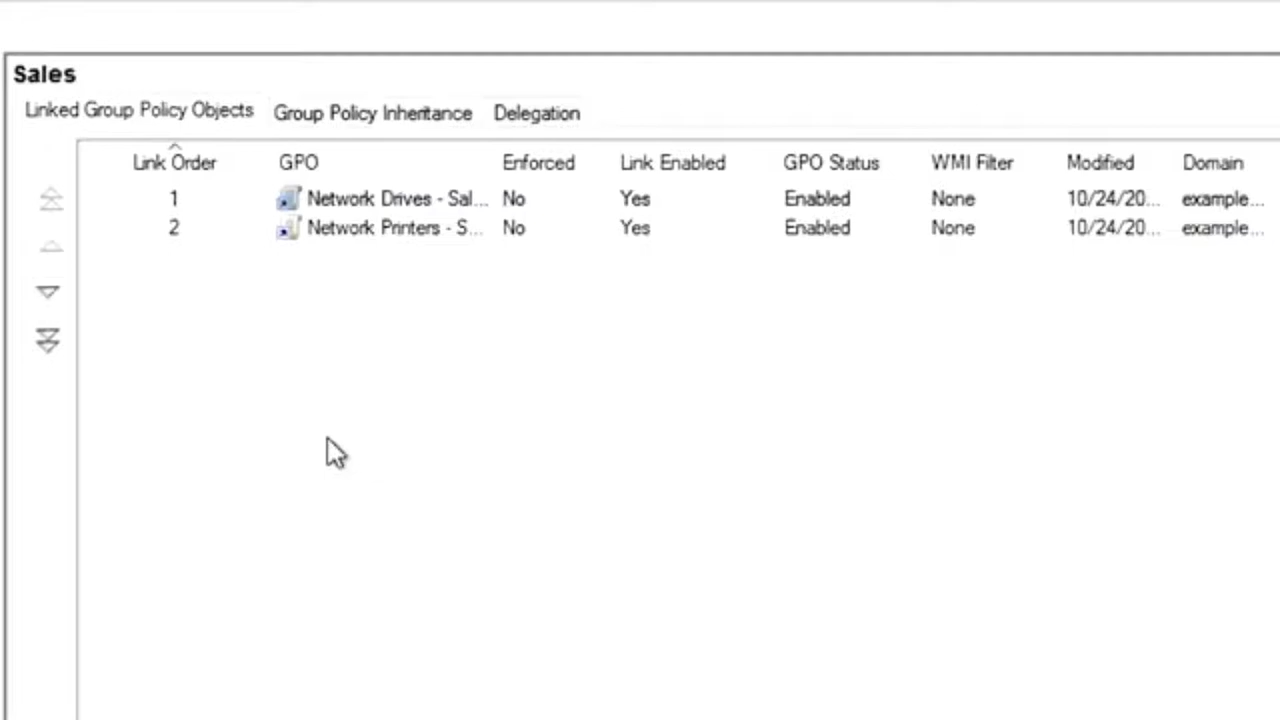 Sales
Linked Group Policy Objects Group Policy Inheritance Delegation
Link Order GPO Enforced Link Enabled GPO Status WMI Filter Modified Domain
1 Network Drives - Sal... No Yes Enabled None 10/24/20... example...
2 Network Printers - S... No Yes Enabled None 10/24/20... example...